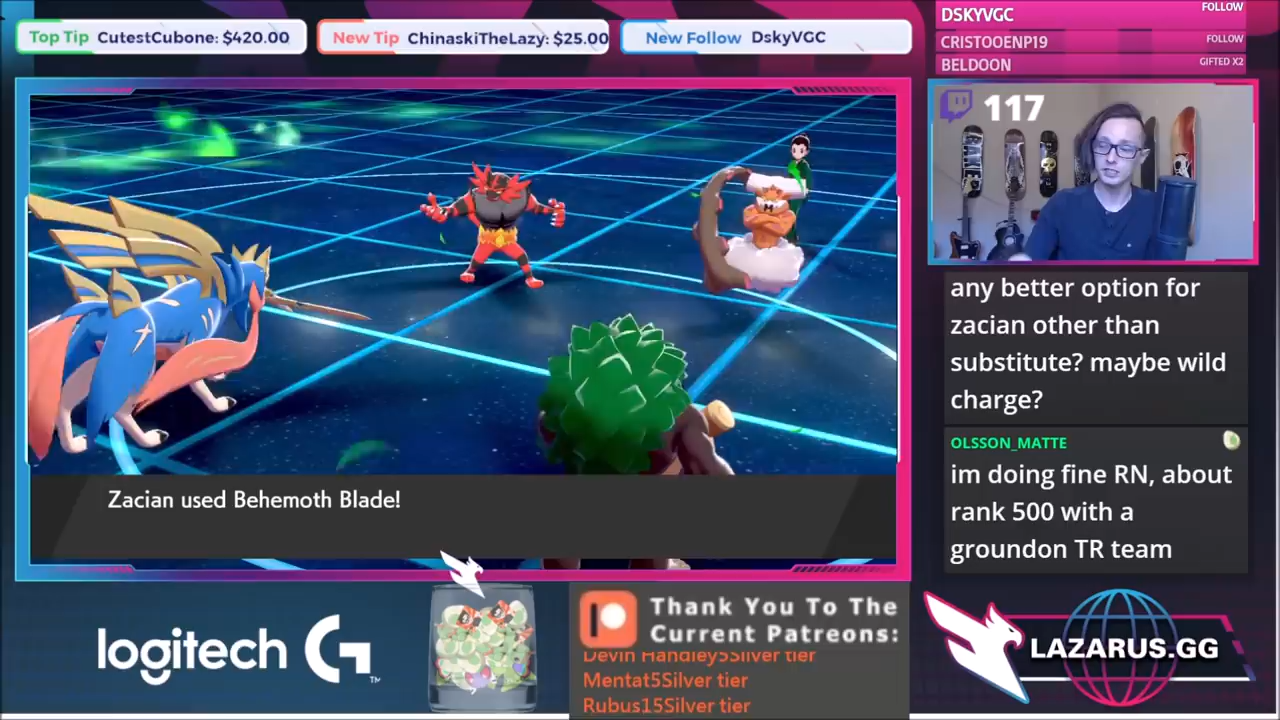 Top Tip CutestCubone: $420.00
New Tip ChinaskiTheLazy: $25.00
New Follow DskyVGC
DSKYVGC FOLLOW
CRISTOOENP19 FOLLOW
BELDOON GIFTED X2
117
any better option for
zacian other than
substitute? maybe wild
charge?
OLSSON_MATTE
im doing fine RN, about
rank 500 with a
groundon TR team
Zacian used Behemoth Blade!
logitech G
Thank You To The
Current Patreons:
Devin Handley5Silver tier
Mentat5Silver tier
Rubus15Silver tier
LAZARUS.GG